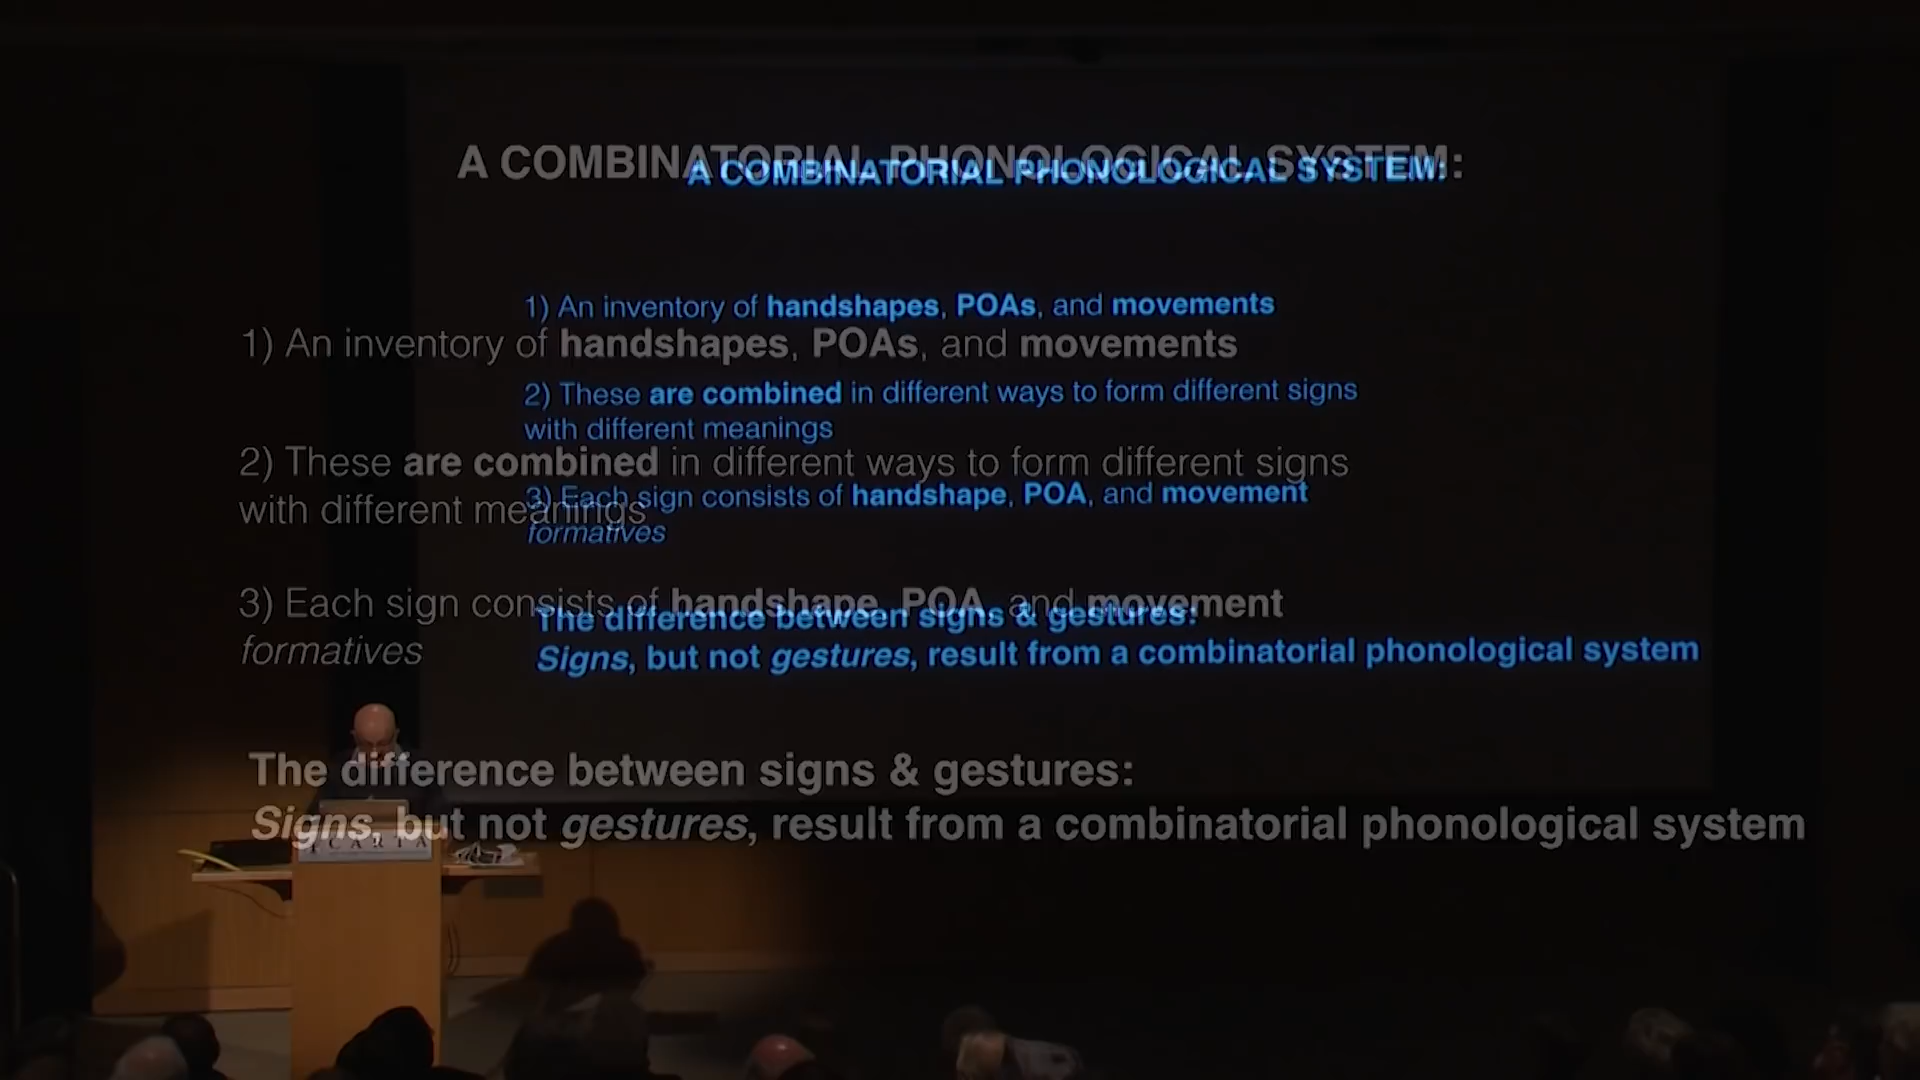 A COMBINATORIAL PHONOLOGICAL SYSTEM:
1) An inventory of handshapes, POAs, and movements
2) These are combined in different ways to form different signs
with different meanings
3) Each sign consists of handshape, POA, and movement
formatives
The difference between signs & gestures:
Signs, but not gestures, result from a combinatorial phonological system
A COMBINATORIAL PHONOLOGICAL SYSTEM:
1) An inventory of handshapes, POAs, and movements
2) These are combined in different ways to form different signs
with different meanings
3) Each sign consists of handshape, POA, and movement
formatives
The difference between signs & gestures:
Signs, but not gestures, result from a combinatorial phonological system